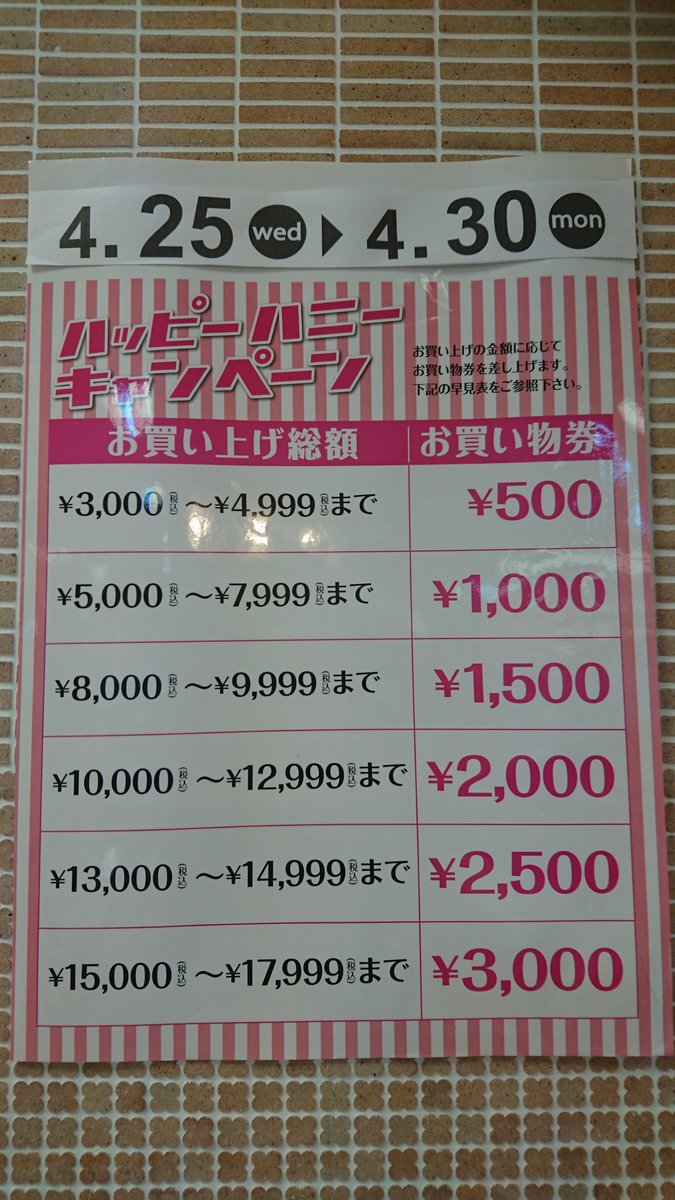 4.25 wed ▶ 4.30 mon
ハッピーハニー
キャンペーン
お買い上げの金額に応じて
お買い物券を差し上げます。
下記の早見表をご参照下さい。
お買い上げ総額 お買い物券
¥3,000(税込)～¥4,999(税込)まで ¥500
¥5,000(税込)～¥7,999(税込)まで ¥1,000
¥8,000(税込)～¥9,999(税込)まで ¥1,500
¥10,000(税込)～¥12,999(税込)まで ¥2,000
¥13,000(税込)～¥14,999(税込)まで ¥2,500
¥15,000(税込)～¥17,999(税込)まで ¥3,000